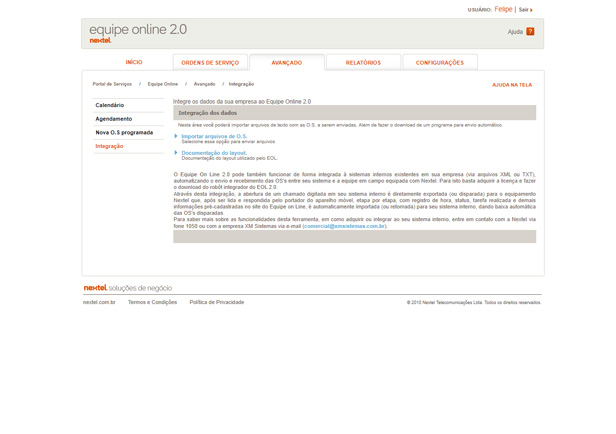 USUÁRIO: Felipe | Sair
equipe online 2.0
nextel
Ajuda ?
INÍCIO
ORDENS DE SERVIÇO
AVANÇADO
RELATÓRIOS
CONFIGURAÇÕES
Portal de Serviços / Equipe Online / Avançado / Integração
AJUDA NA TELA
Calendário
Agendamento
Nova O.S programada
Integração
Integre os dados da sua empresa ao Equipe Online 2.0
Integração dos dados
Nesta área você poderá importar arquivos de texto com as O.S. a serem enviadas. Além de fazer o download de um programa para envio automático.
Importar arquivos de O.S.
Selecione essa opção para enviar arquivos
Documentação do layout.
Documentação do layout utilizado pelo EOL.
O Equipe On Line 2.0 pode também funcionar de forma integrada à sistemas internos existentes em sua empresa (via arquivos XML ou TXT),
automatizando o envio e recebimento das OS's entre seu sistema e a equipe em campo equipada com Nextel. Para isto basta adquirir a licença e fazer
o download do robôt integrador do EOL 2.0.
Através desta integração, a abertura de um chamado digitada em seu sistema interno é diretamente exportada (ou disparada) para o equipamento
Nextel que, após ser lida e respondida pelo portador do aparelho móvel, etapa por etapa, com registro de hora, status, tarefa realizada e demais
informações pré-cadastradas no site do Equipe on Line, é automaticamente importada (ou retornada) para seu sistema interno, dando baixa automática
das OS's disparadas.
Para saber mais sobre as funcionalidades desta ferramenta, em como adquirir ou integrar ao seu sistema interno, entre em contato com a Nextel via
fone 1050 ou com a empresa XM Sistemas via e-mail (comercial@xmsistemas.com.br).
nextel soluções de negócio
nextel.com.br
Termos e Condições
Política de Privacidade
© 2010 Nextel Telecomunicações Ltda. Todos os direitos reservados.